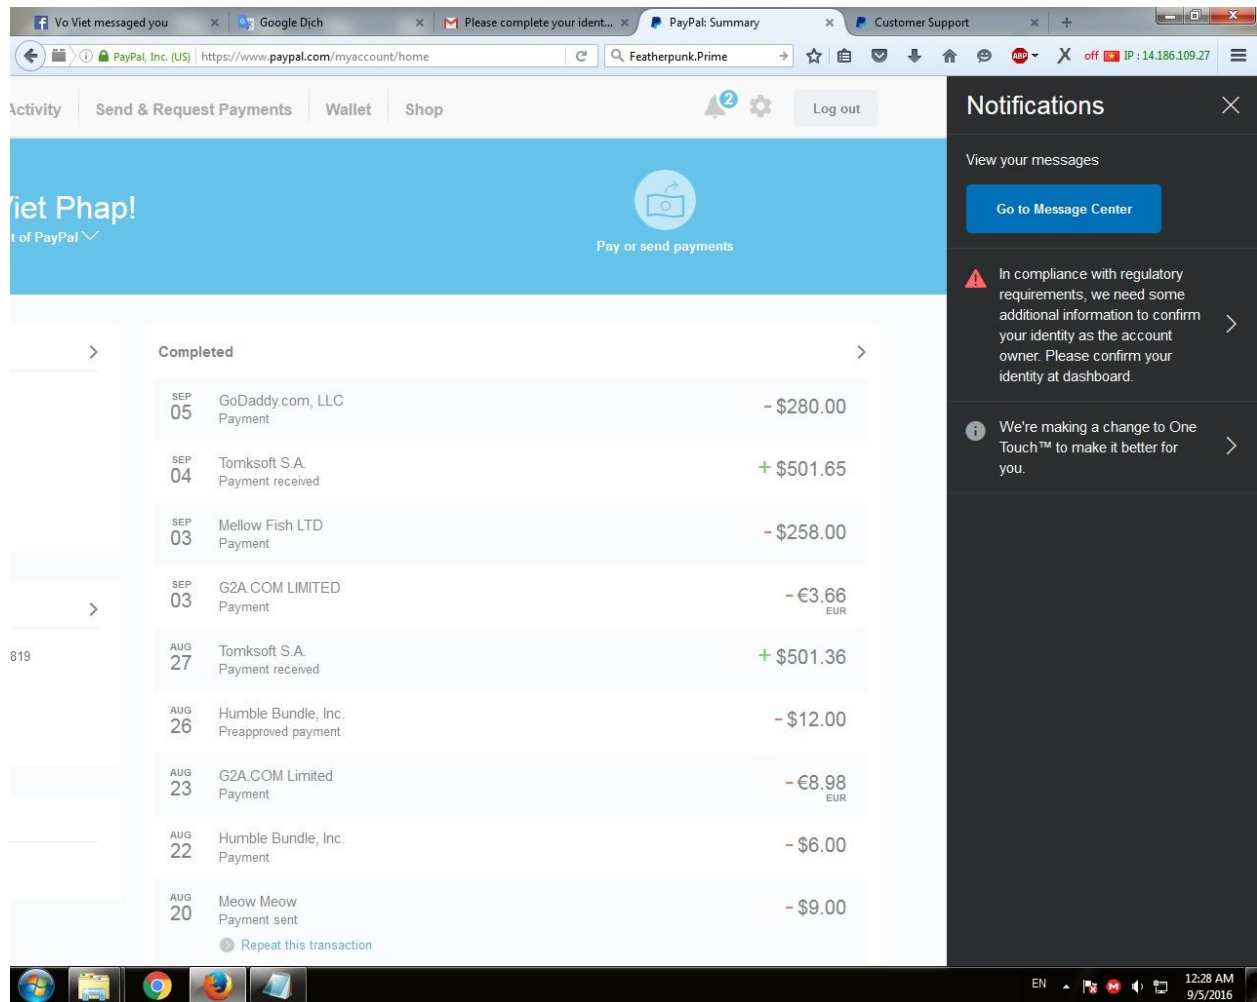 Vo Viet messaged you
Google Dịch
Please complete your ident...
PayPal: Summary
Customer Support
PayPal, Inc. (US)
https://www.paypal.com/myaccount/home
Featherpunk.Prime
ABP
off
IP : 14.186.109.27
Activity
Send & Request Payments
Wallet
Shop
2
Log out
Viet Phap!
t of PayPal
Pay or send payments
819
Completed
SEP
05
GoDaddy.com, LLC
Payment
- $280.00
SEP
04
Tomksoft S.A.
Payment received
+ $501.65
SEP
03
Mellow Fish LTD
Payment
- $258.00
SEP
03
G2A.COM LIMITED
Payment
- €3.66
EUR
AUG
27
Tomksoft S.A.
Payment received
+ $501.36
AUG
26
Humble Bundle, Inc.
Preapproved payment
- $12.00
AUG
23
G2A.COM Limited
Payment
- €8.98
EUR
AUG
22
Humble Bundle, Inc.
Payment
- $6.00
AUG
20
Meow Meow
Payment sent
- $9.00
Repeat this transaction
Notifications
View your messages
Go to Message Center
In compliance with regulatory
requirements, we need some
additional information to confirm
your identity as the account
owner. Please confirm your
identity at dashboard.
We're making a change to One
Touch™ to make it better for
you.
EN
12:28 AM
9/5/2016